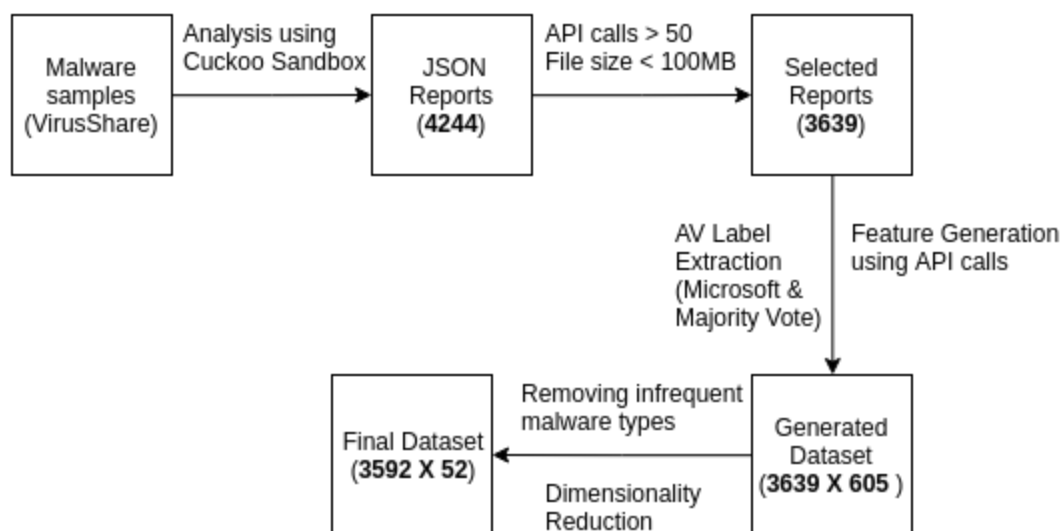 Malware
samples
(VirusShare)
Analysis using
Cuckoo Sandbox
JSON
Reports
(4244)
API calls > 50
File size < 100MB
Selected
Reports
(3639)
AV Label
Extraction
(Microsoft &
Majority Vote)
Feature Generation
using API calls
Generated
Dataset
(3639 X 605 )
Removing infrequent
malware types
Dimensionality
Reduction
Final Dataset
(3592 X 52)